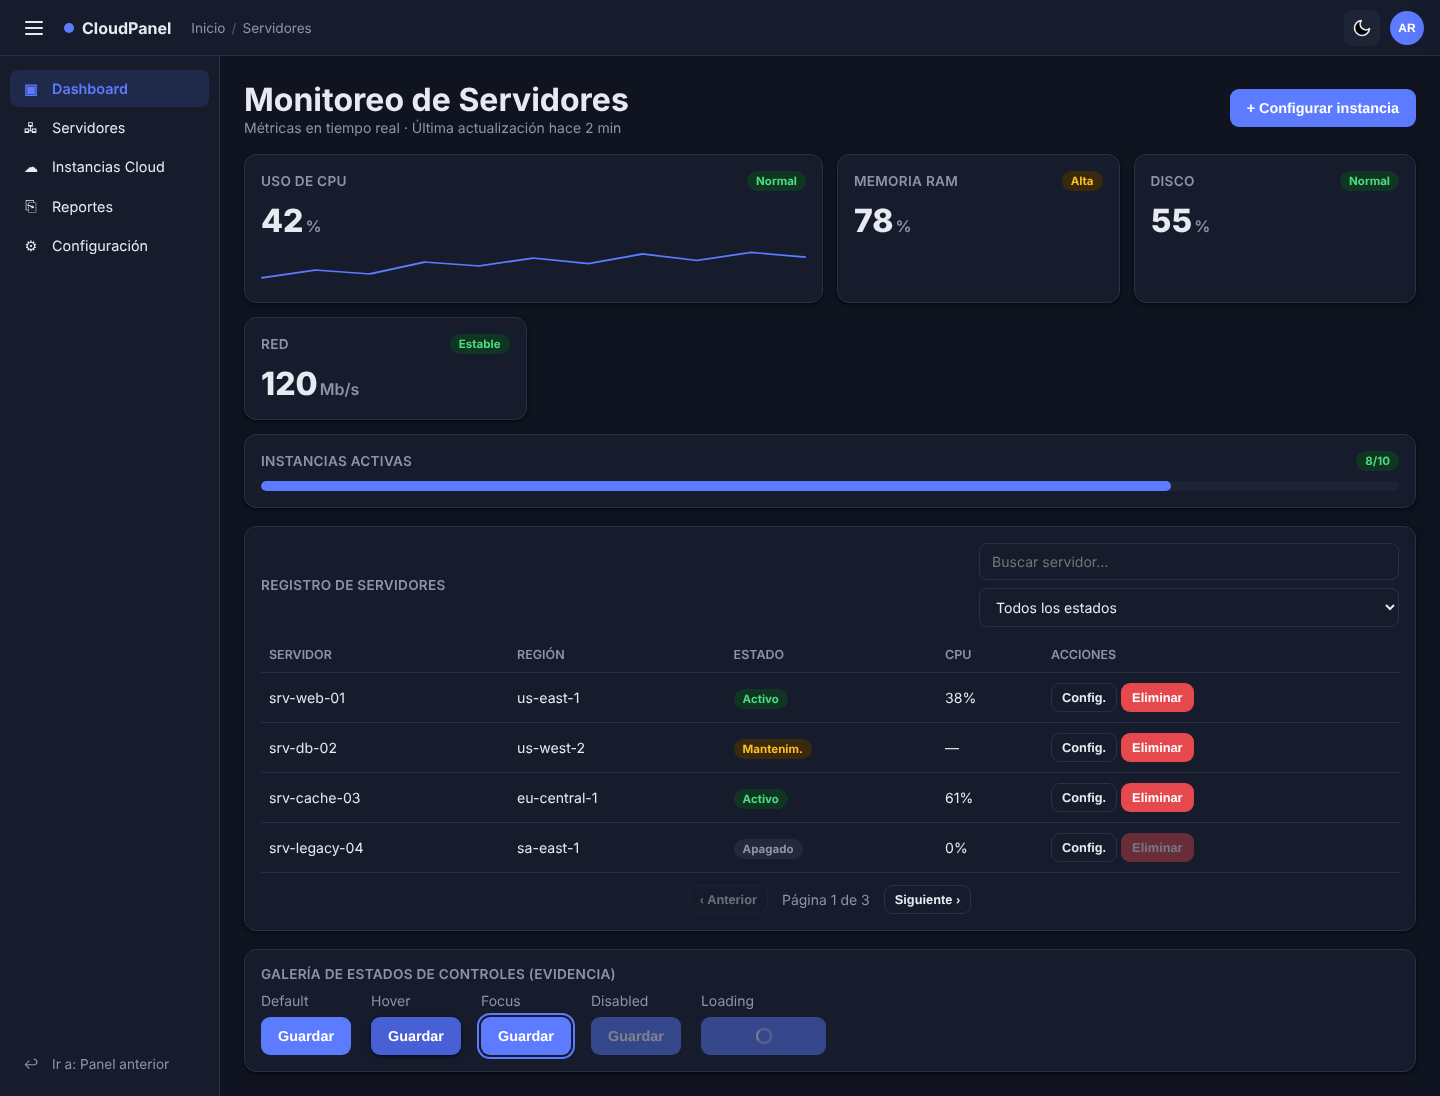 CloudPanel Inicio / Servidores AR
Dashboard
Servidores
Instancias Cloud
Reportes
Configuración
Ir a: Panel anterior
Monitoreo de Servidores
Métricas en tiempo real · Última actualización hace 2 min
+ Configurar instancia
USO DE CPU Normal
42 %
MEMORIA RAM Alta
78 %
DISCO Normal
55 %
RED Estable
120 Mb/s
INSTANCIAS ACTIVAS 8/10
REGISTRO DE SERVIDORES
Buscar servidor...
Todos los estados
SERVIDOR REGIÓN ESTADO CPU ACCIONES
srv-web-01 us-east-1 Activo 38% Config. Eliminar
srv-db-02 us-west-2 Mantenim. — Config. Eliminar
srv-cache-03 eu-central-1 Activo 61% Config. Eliminar
srv-legacy-04 sa-east-1 Apagado 0% Config. Eliminar
‹ Anterior Página 1 de 3 Siguiente ›
GALERÍA DE ESTADOS DE CONTROLES (EVIDENCIA)
Default Hover Focus Disabled Loading
Guardar Guardar Guardar Guardar